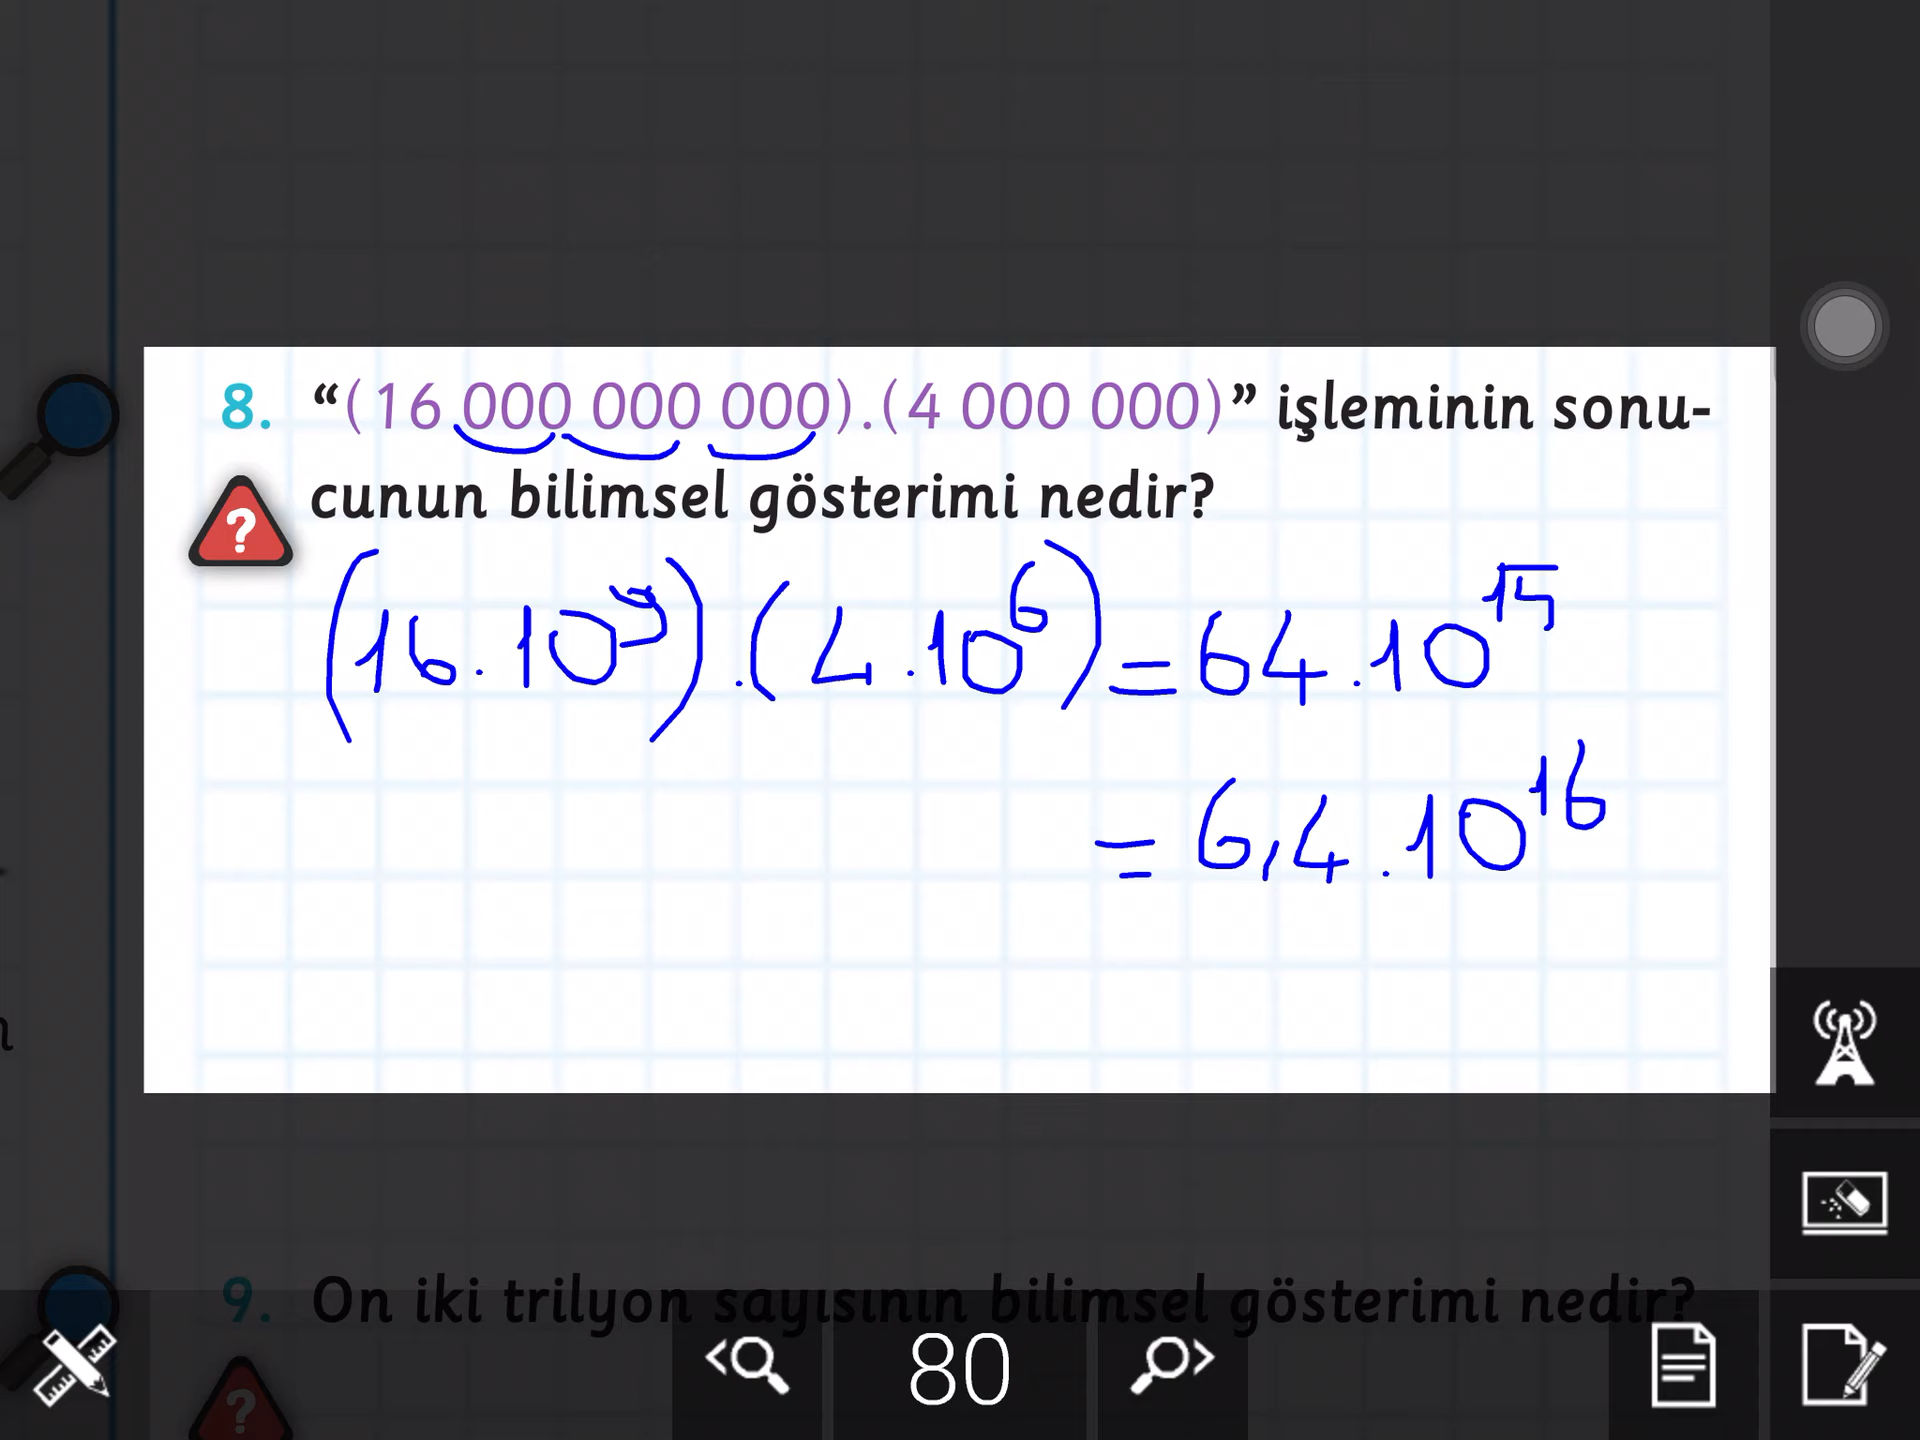 8. “(16 000 000 000).(4 000 000)” işleminin sonu-
cunun bilimsel gösterimi nedir?
(16.10⁹).(4.10⁶)=64.10¹⁵
=6,4.10¹⁶
9. On iki trilyon sayısının bilimsel gösterimi nedir?
80